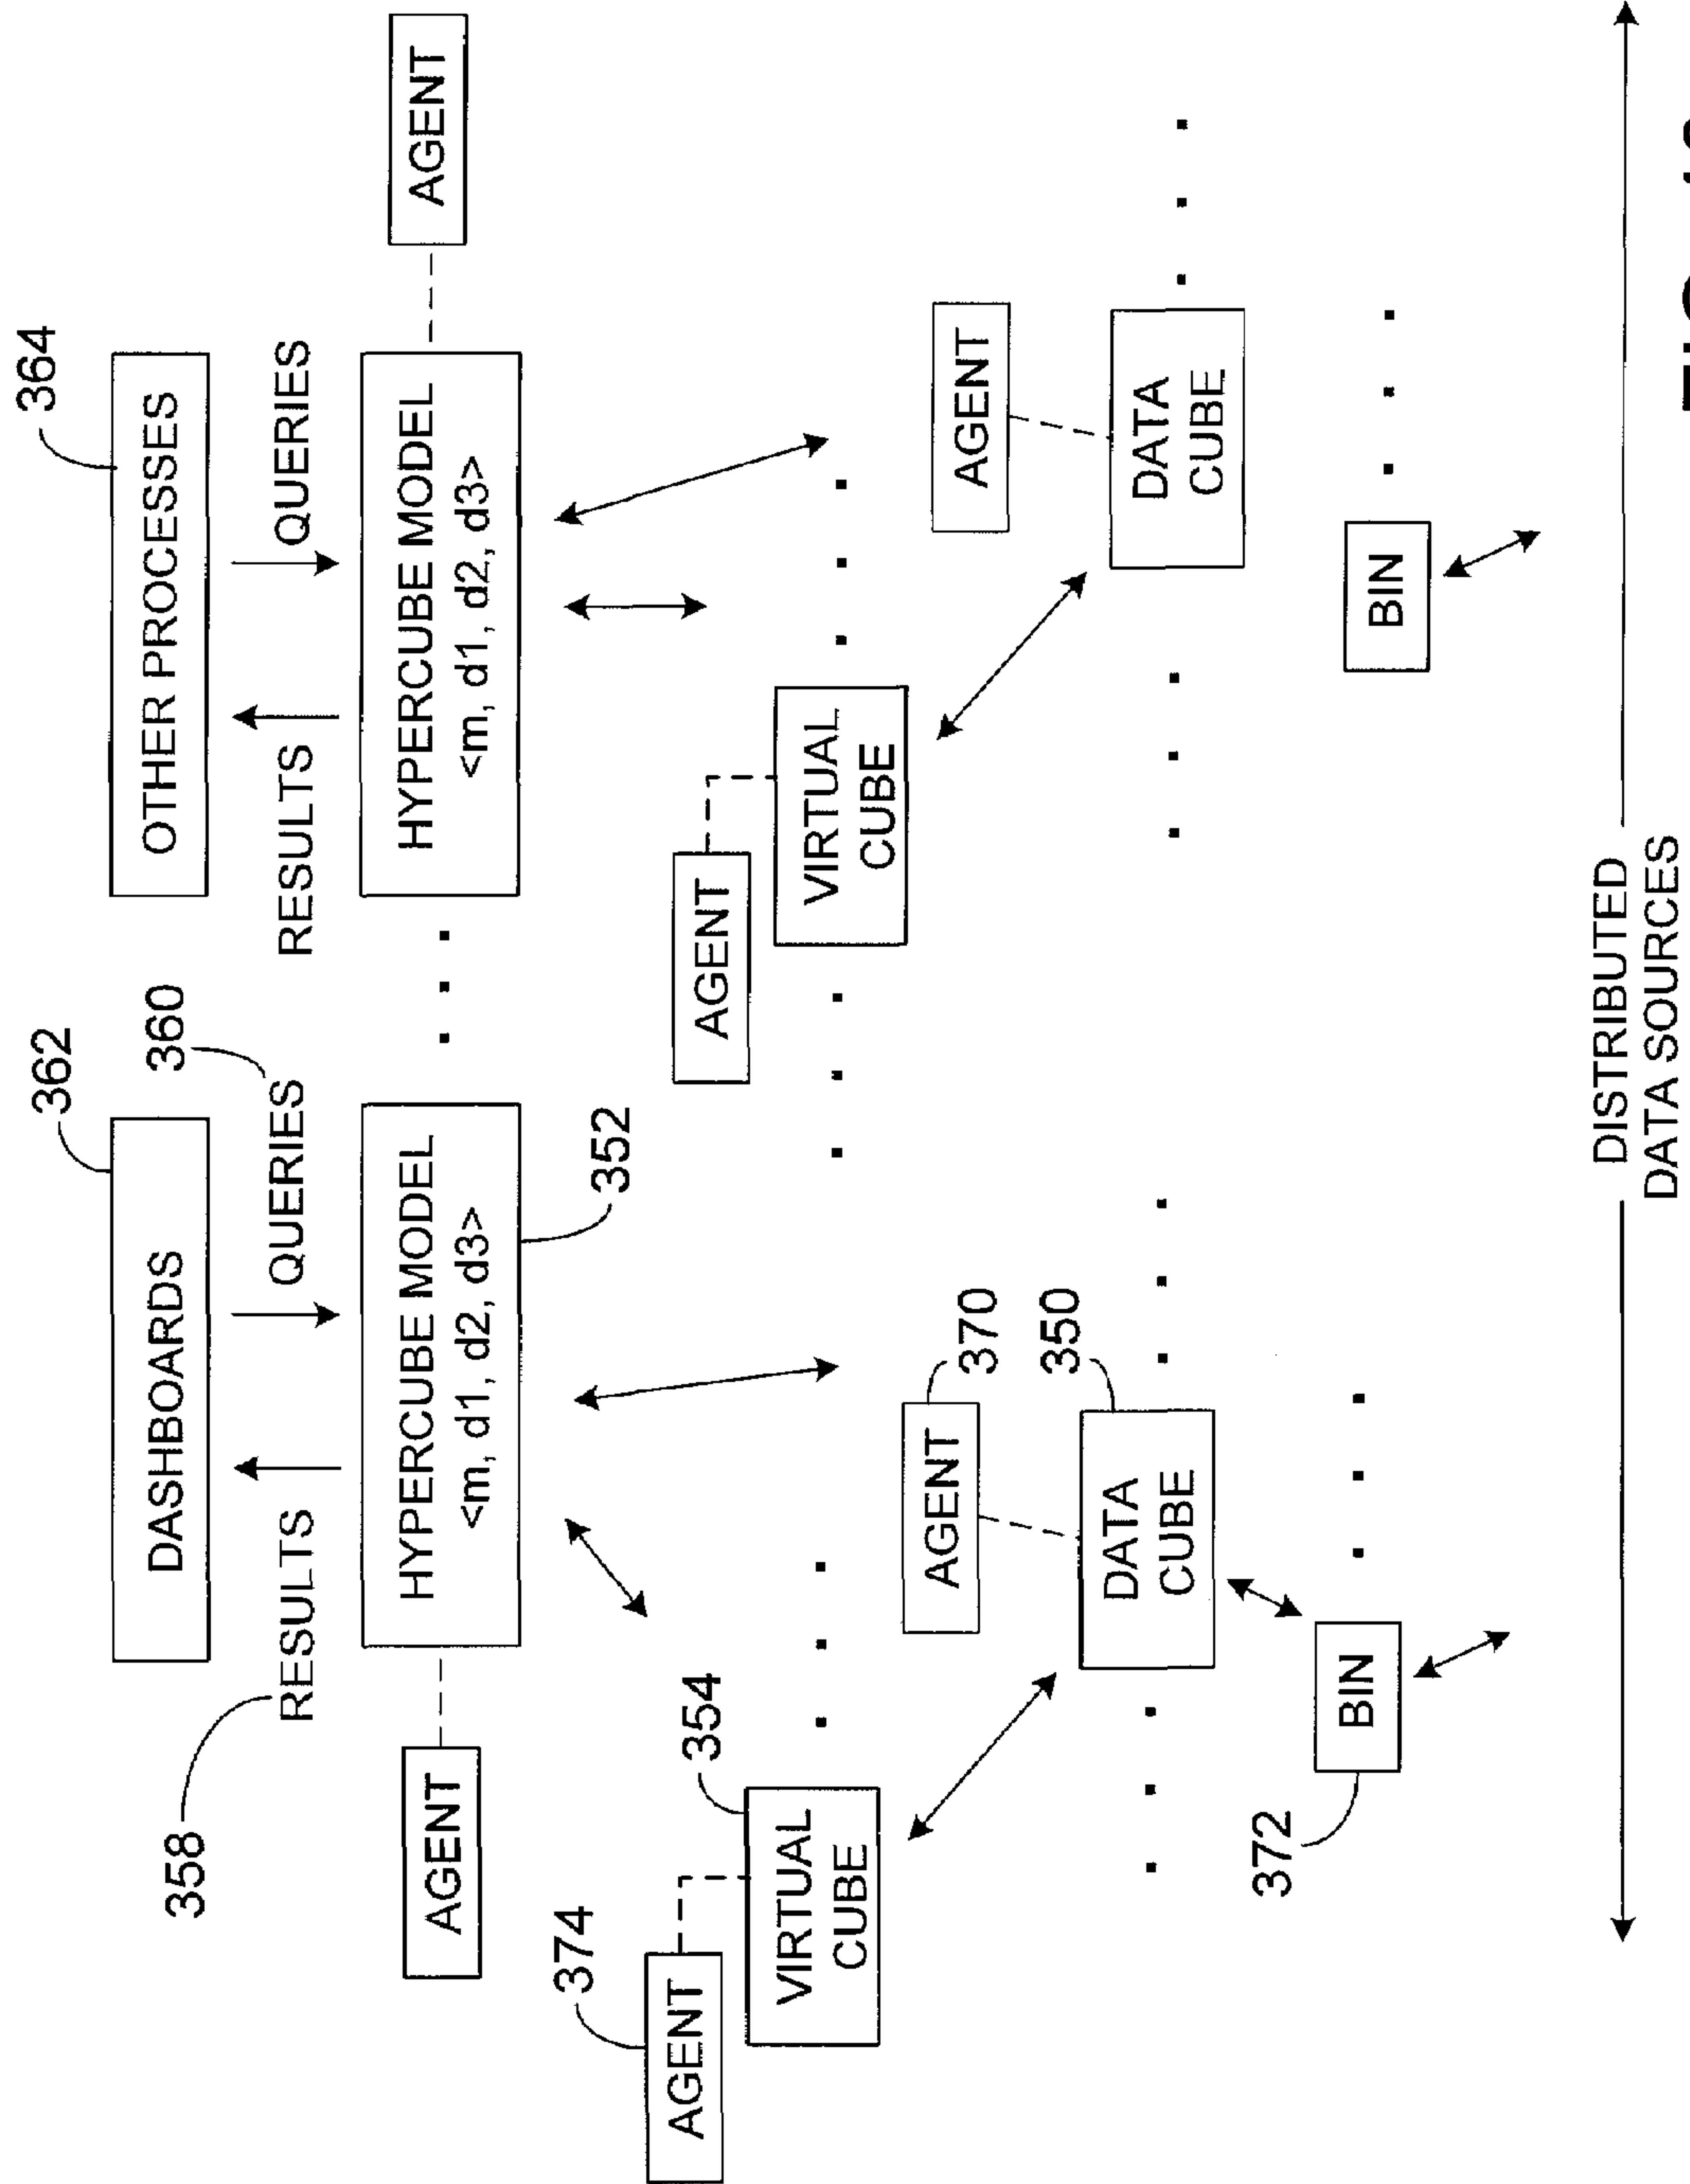 362
360
364
DASHBOARDS
OTHER PROCESSES
358
RESULTS
QUERIES
RESULTS
QUERIES
AGENT
HYPERCUBE MODEL
<m, d1, d2, d3>
HYPERCUBE MODEL
<m, d1, d2, d3>
AGENT
352
374
AGENT
354
VIRTUAL
CUBE
AGENT
VIRTUAL
CUBE
370
AGENT
350
DATA
CUBE
AGENT
DATA
CUBE
372
BIN
BIN
DISTRIBUTED
DATA SOURCES